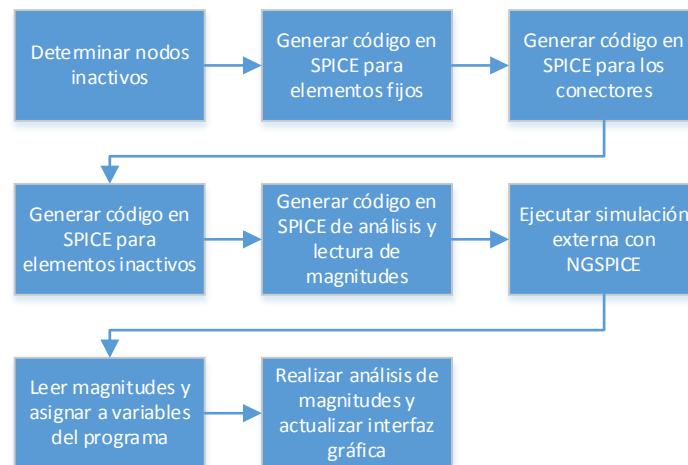 Determinar nodos
inactivos
Generar código en
SPICE para
elementos fijos
Generar código en
SPICE para los
conectores
Generar código en
SPICE para
elementos inactivos
Generar código en
SPICE de análisis y
lectura de
magnitudes
Ejecutar simulación
externa con
NGSPICE
Leer magnitudes y
asignar a variables
del programa
Realizar análisis de
magnitudes y
actualizar interfaz
gráfica